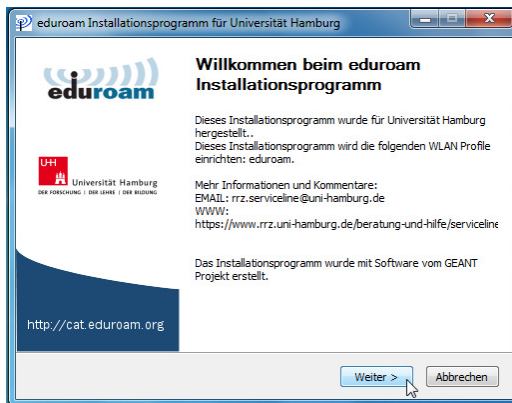 eduroam Installationsprogramm für Universität Hamburg
eduroam
Willkommen beim eduroam
Installationsprogramm
Dieses Installationsprogramm wurde für Universität Hamburg
hergestellt..
Dieses Installationsprogramm wird die folgenden WLAN Profile
einrichten: eduroam.
UH
Universität Hamburg
DER FORSCHUNG | DER LEHRE | DER BILDUNG
Mehr Informationen und Kommentare:
EMAIL: rrz.serviceline@uni-hamburg.de
WWW:
https://www.rrz.uni-hamburg.de/beratung-und-hilfe/serviceline
Das Installationsprogramm wurde mit Software vom GEANT
Projekt erstellt.
http://cat.eduroam.org
Weiter >
Abbrechen